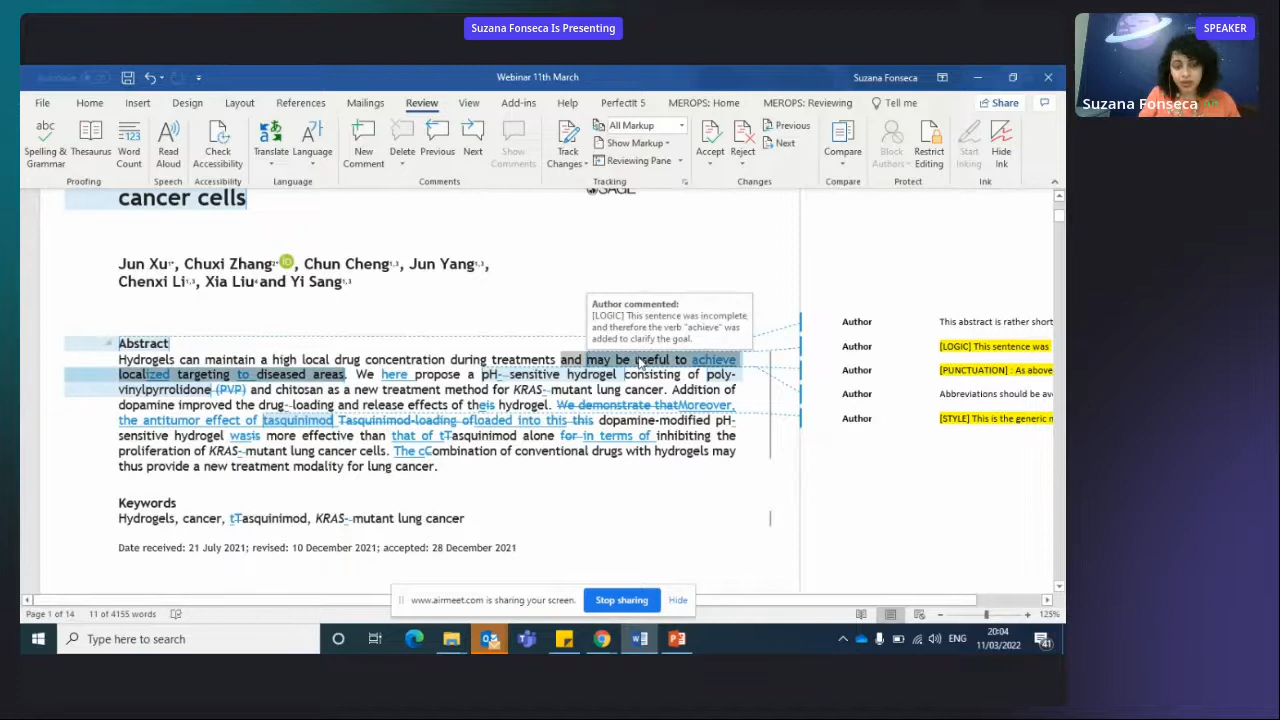 Suzana Fonseca Is Presenting
SPEAKER
Suzana Fonseca
Webinar 11th March
Suzana Fonseca
File Home Insert Design Layout References Mailings Review View Add-ins Help PerfectIt 5 MEROPS: Home MEROPS: Reviewing Tell me Share
Spelling & Grammar Thesaurus Word Count Read Aloud Check Accessibility Translate Language New Comment Delete Previous Next Show Comments Track Changes All Markup Show Markup Reviewing Pane Accept Reject Previous Next Compare Block Authors Restrict Editing Start Inking Hide Ink
Proofing Speech Accessibility Language Comments Tracking Changes Compare Protect Ink
cancer cells
SAGE
Jun Xu, Chuxi Zhang, Chun Cheng, Jun Yang,
Chenxi Li, Xia Liu and Yi Sang
Author commented:
[LOGIC] This sentence was incomplete,
and therefore the verb "achieve" was
added to clarify the goal.
Abstract
Hydrogels can maintain a high local drug concentration during treatments and may be useful to achieve
localized targeting to diseased areas. We here propose a pH- sensitive hydrogel consisting of poly-
vinylpyrrolidone (PVP) and chitosan as a new treatment method for KRAS-mutant lung cancer. Addition of
dopamine improved the drug-loading and release effects of theis hydrogel. We demonstrate thatMoreover,
the antitumor effect of tasquinimod Tasquinimod-loading ofloaded into this this dopamine-modified pH-
sensitive hydrogel wasis more effective than that of tTasquinimod alone for in terms of inhibiting the
proliferation of KRAS-mutant lung cancer cells. The cCombination of conventional drugs with hydrogels may
thus provide a new treatment modality for lung cancer.
Keywords
Hydrogels, cancer, tTasquinimod, KRAS-mutant lung cancer
Date received: 21 July 2021; revised: 10 December 2021; accepted: 28 December 2021
Author This abstract is rather short
Author [LOGIC] This sentence was
Author [PUNCTUATION] : As above
Author Abbreviations should be av
Author [STYLE] This is the generic n
www.airmeet.com is sharing your screen. Stop sharing Hide
Page 1 of 14 11 of 4155 words 125%
Type here to search
ENG
20:04
11/03/2022
41